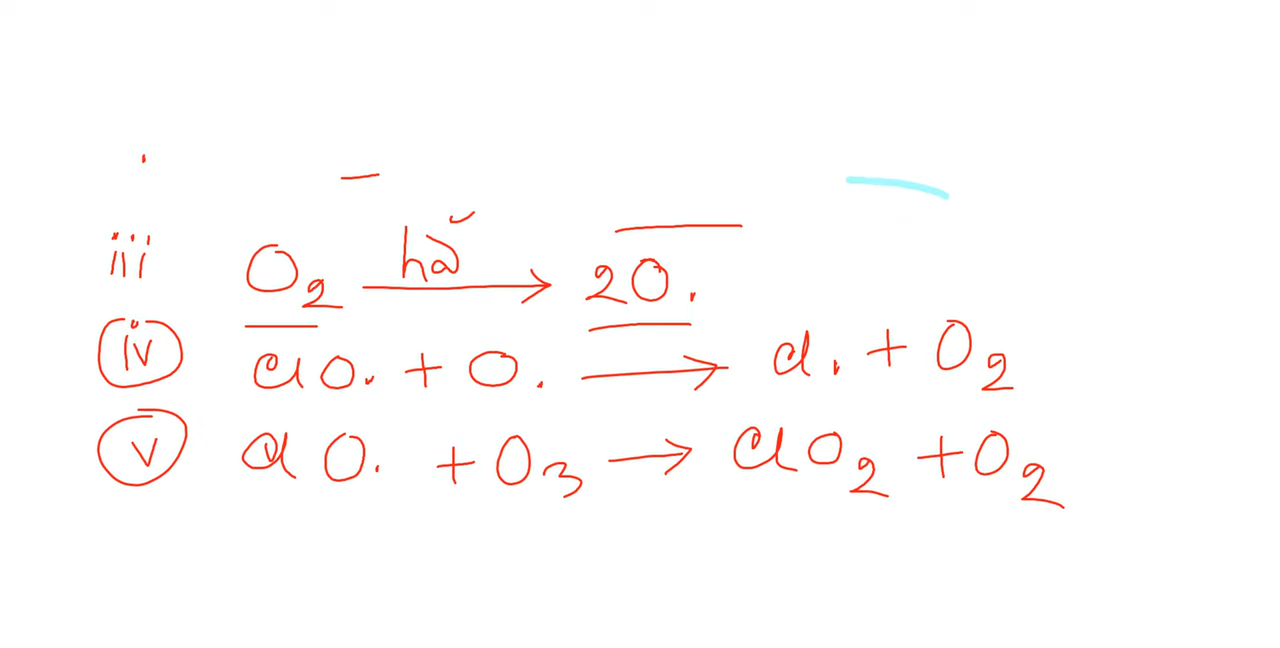 iii O₂ —hν→ 2O.
iv ClO. + O. → Cl. + O₂
v ClO. + O₃ → ClO₂ + O₂